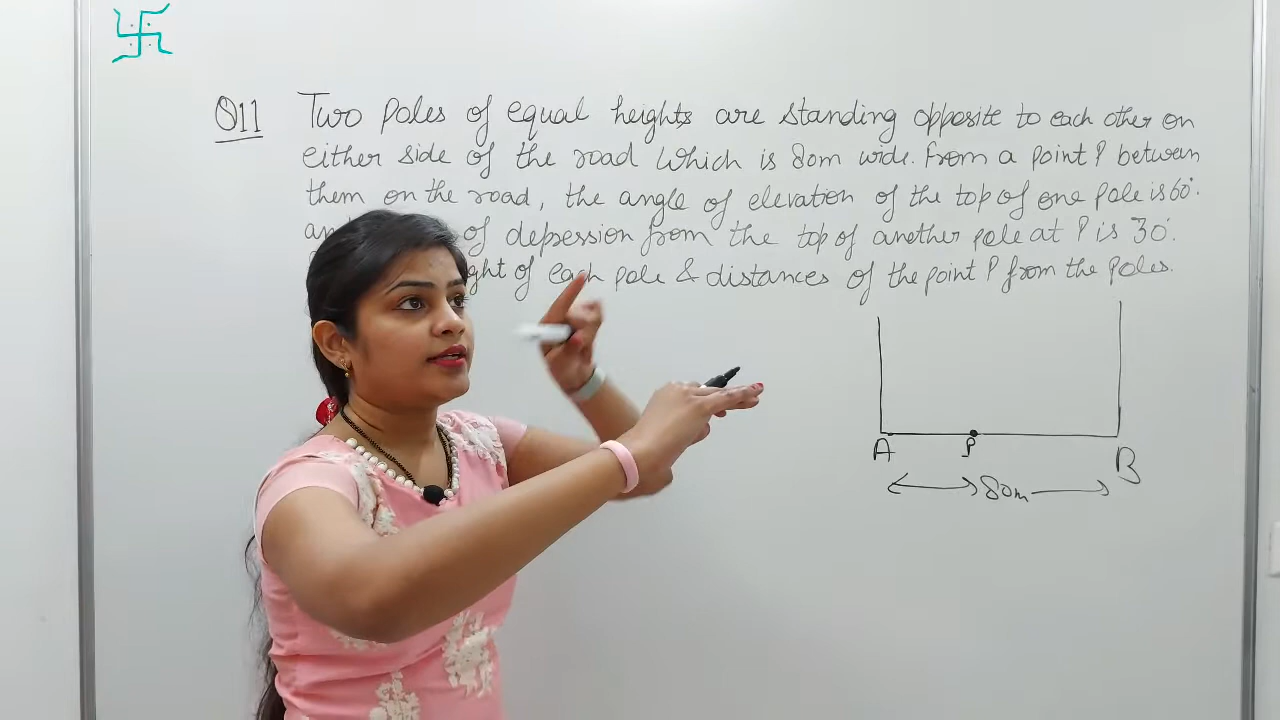 Q11 Two poles of equal heights are standing opposite to each other on
either side of the road which is 80m wide. From a point P between
them on the road, the angle of elevation of the top of one pole is 60°.
of depression from the top of another pole at P is 30°.
of each pole & distances of the point P from the poles.
A P B
80m